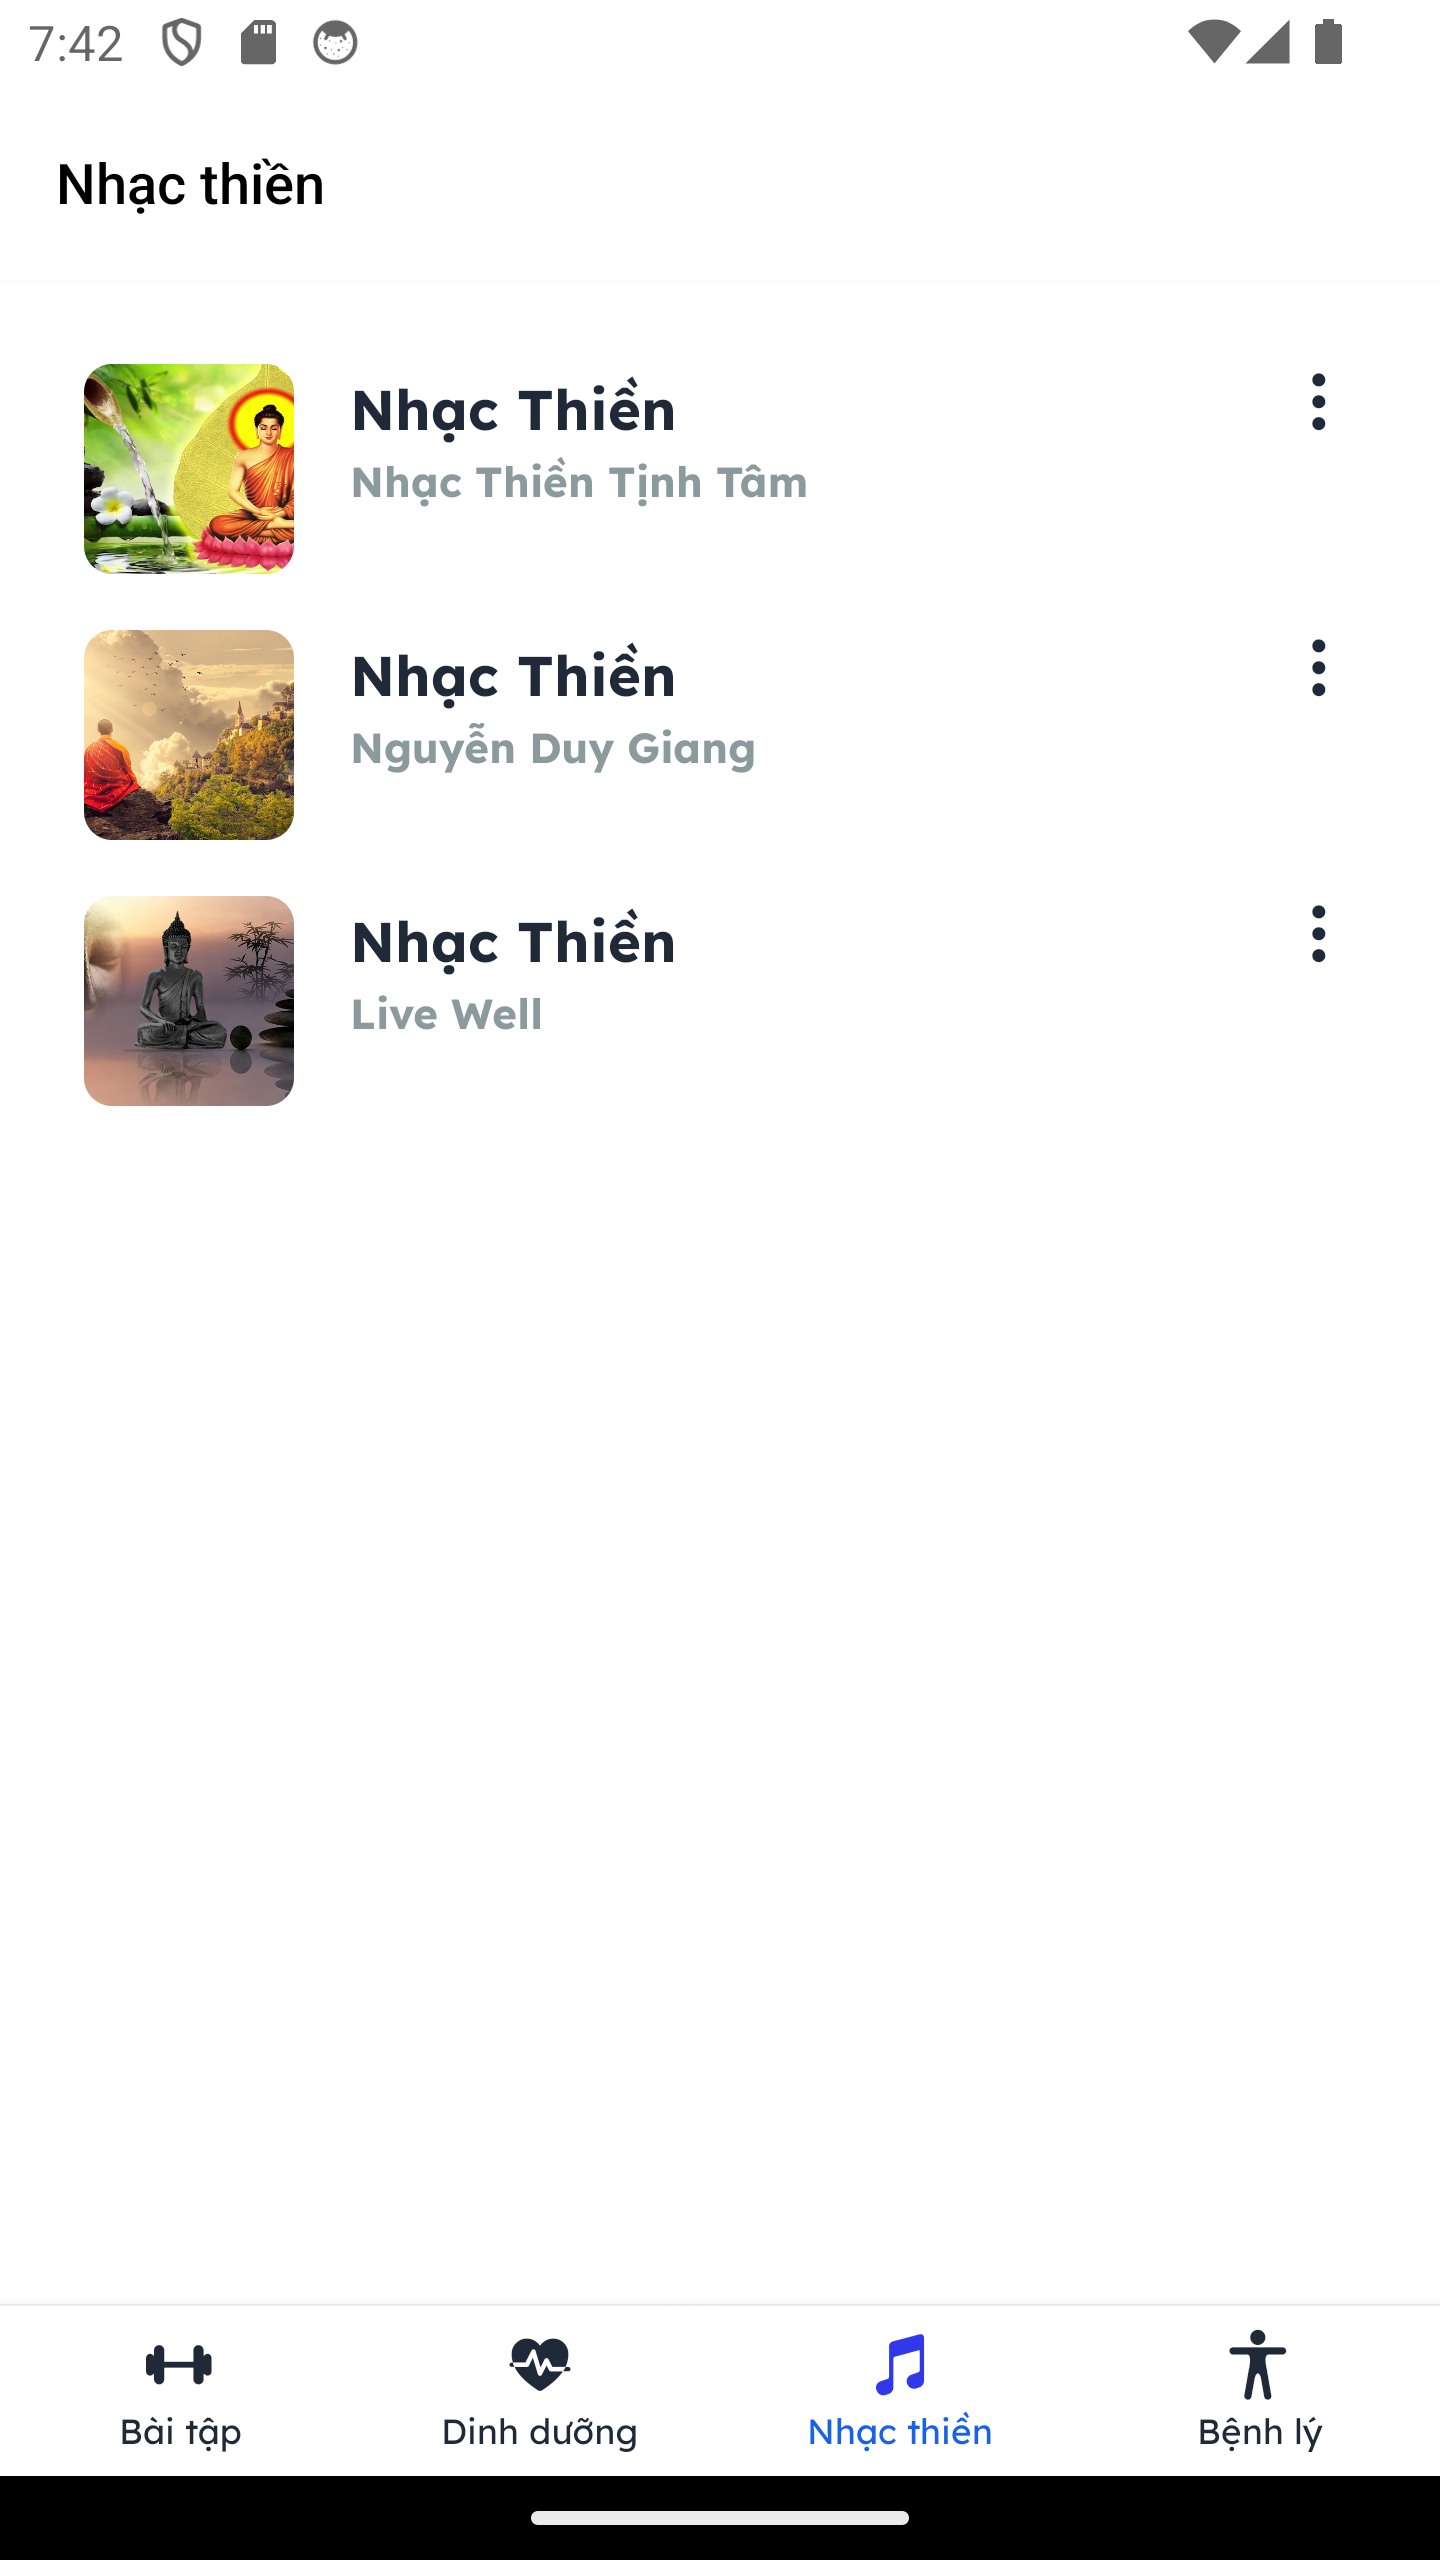 7:42
Nhạc thiền
Nhạc Thiền
Nhạc Thiền Tịnh Tâm
Nhạc Thiền
Nguyễn Duy Giang
Nhạc Thiền
Live Well
Bài tập
Dinh dưỡng
Nhạc thiền
Bệnh lý